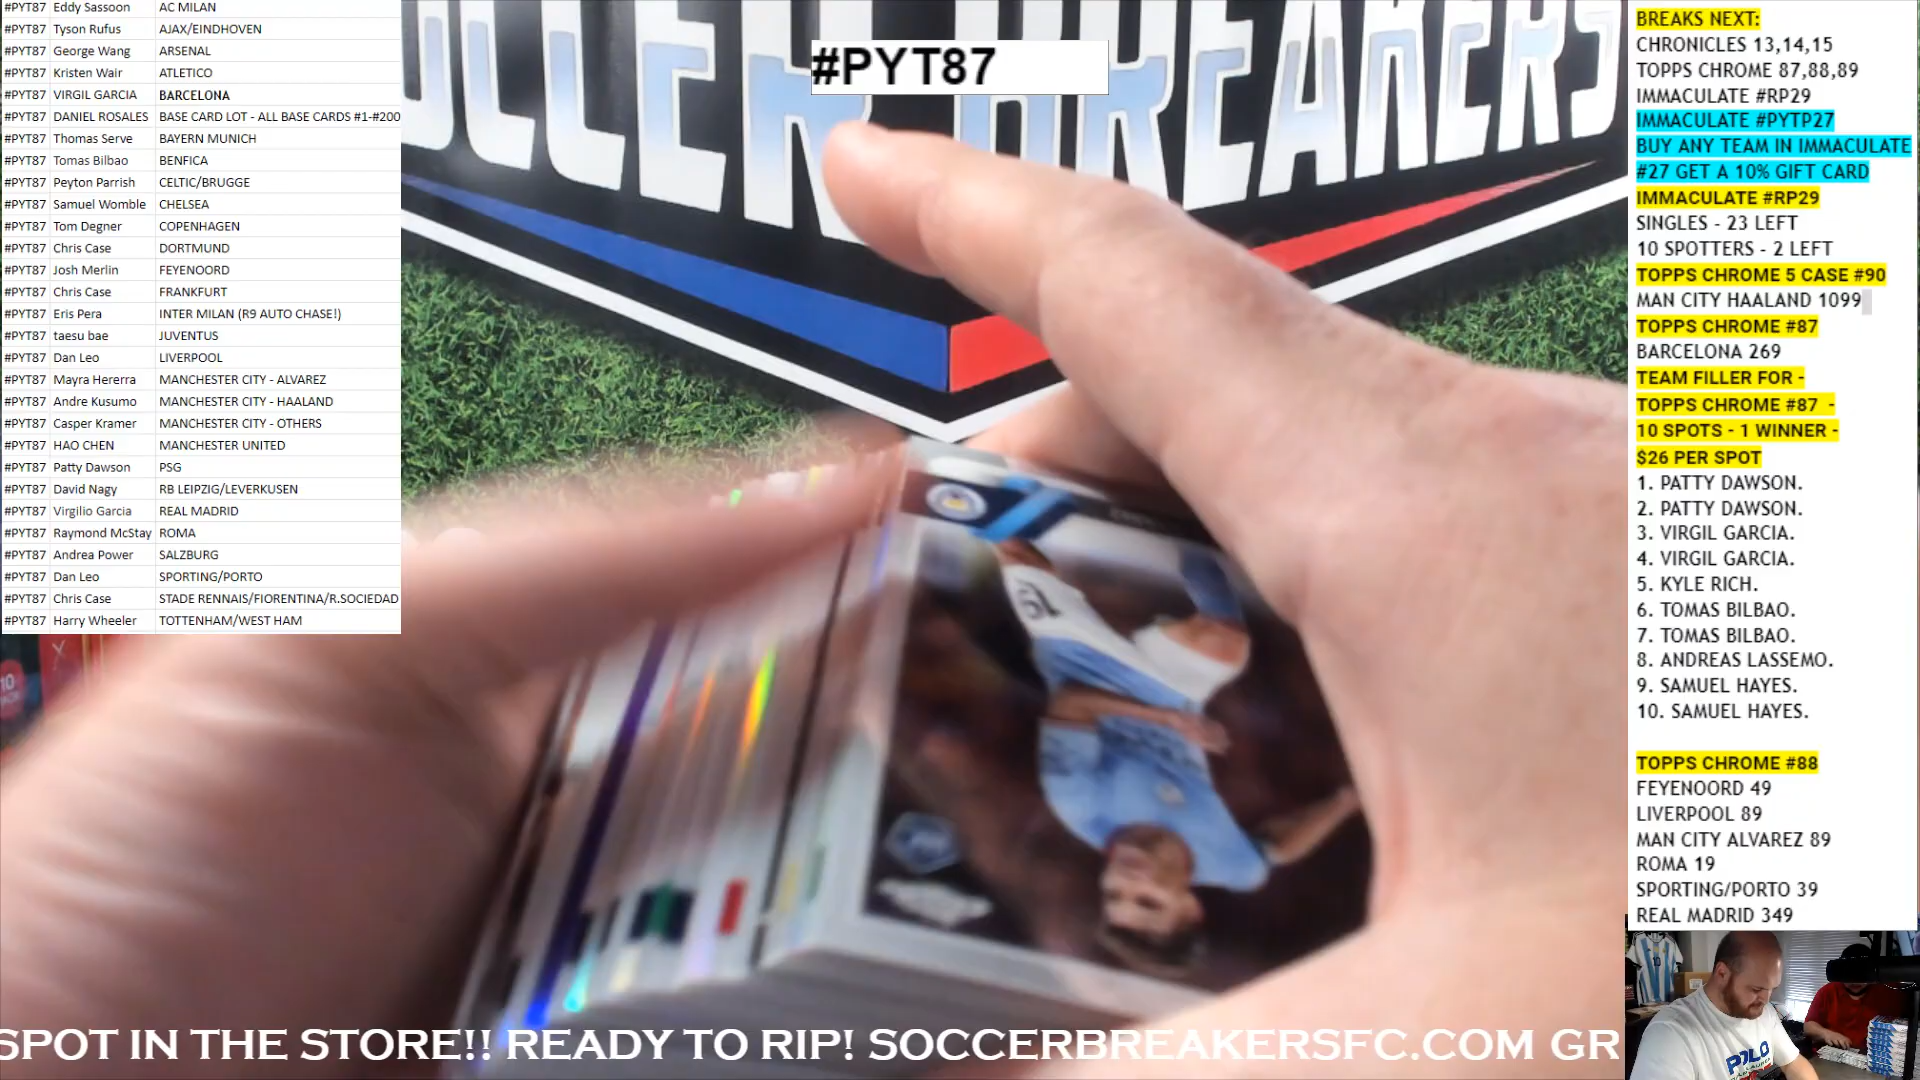 #PYT87 Eddy Sassoon AC MILAN
#PYT87 Tyson Rufus AJAX/EINDHOVEN
#PYT87 George Wang ARSENAL
#PYT87 Kristen Wair ATLETICO
#PYT87 VIRGIL GARCIA BARCELONA
#PYT87 DANIEL ROSALES BASE CARD LOT - ALL BASE CARDS #1-#200
#PYT87 Thomas Serve BAYERN MUNICH
#PYT87 Tomas Bilbao BENFICA
#PYT87 Peyton Parrish CELTIC/BRUGGE
#PYT87 Samuel Womble CHELSEA
#PYT87 Tom Degner COPENHAGEN
#PYT87 Chris Case DORTMUND
#PYT87 Josh Merlin FEYENOORD
#PYT87 Chris Case FRANKFURT
#PYT87 Eris Pera INTER MILAN (R9 AUTO CHASE!)
#PYT87 taesu bae JUVENTUS
#PYT87 Dan Leo LIVERPOOL
#PYT87 Mayra Hererra MANCHESTER CITY - ALVAREZ
#PYT87 Andre Kusumo MANCHESTER CITY - HAALAND
#PYT87 Casper Kramer MANCHESTER CITY - OTHERS
#PYT87 HAO CHEN MANCHESTER UNITED
#PYT87 Patty Dawson PSG
#PYT87 David Nagy RB LEIPZIG/LEVERKUSEN
#PYT87 Virgilio Garcia REAL MADRID
#PYT87 Raymond McStay ROMA
#PYT87 Andrea Power SALZBURG
#PYT87 Dan Leo SPORTING/PORTO
#PYT87 Chris Case STADE RENNAIS/FIORENTINA/R.SOCIEDAD
#PYT87 Harry Wheeler TOTTENHAM/WEST HAM
SOCCER BREAKERS
#PYT87
BREAKS NEXT:
CHRONICLES 13,14,15
TOPPS CHROME 87,88,89
IMMACULATE #RP29
IMMACULATE #PYTP27
BUY ANY TEAM IN IMMACULATE
#27 GET A 10% GIFT CARD
IMMACULATE #RP29
SINGLES - 23 LEFT
10 SPOTTERS - 2 LEFT
TOPPS CHROME 5 CASE #90
MAN CITY HAALAND 1099
TOPPS CHROME #87
BARCELONA 269
TEAM FILLER FOR -
TOPPS CHROME #87 -
10 SPOTS - 1 WINNER -
$26 PER SPOT
1. PATTY DAWSON.
2. PATTY DAWSON.
3. VIRGIL GARCIA.
4. VIRGIL GARCIA.
5. KYLE RICH.
6. TOMAS BILBAO.
7. TOMAS BILBAO.
8. ANDREAS LASSEMO.
9. SAMUEL HAYES.
10. SAMUEL HAYES.
TOPPS CHROME #88
FEYENOORD 49
LIVERPOOL 89
MAN CITY ALVAREZ 89
ROMA 19
SPORTING/PORTO 39
REAL MADRID 349
POLO
SPOT IN THE STORE!! READY TO RIP! SOCCERBREAKERSFC.COM GR